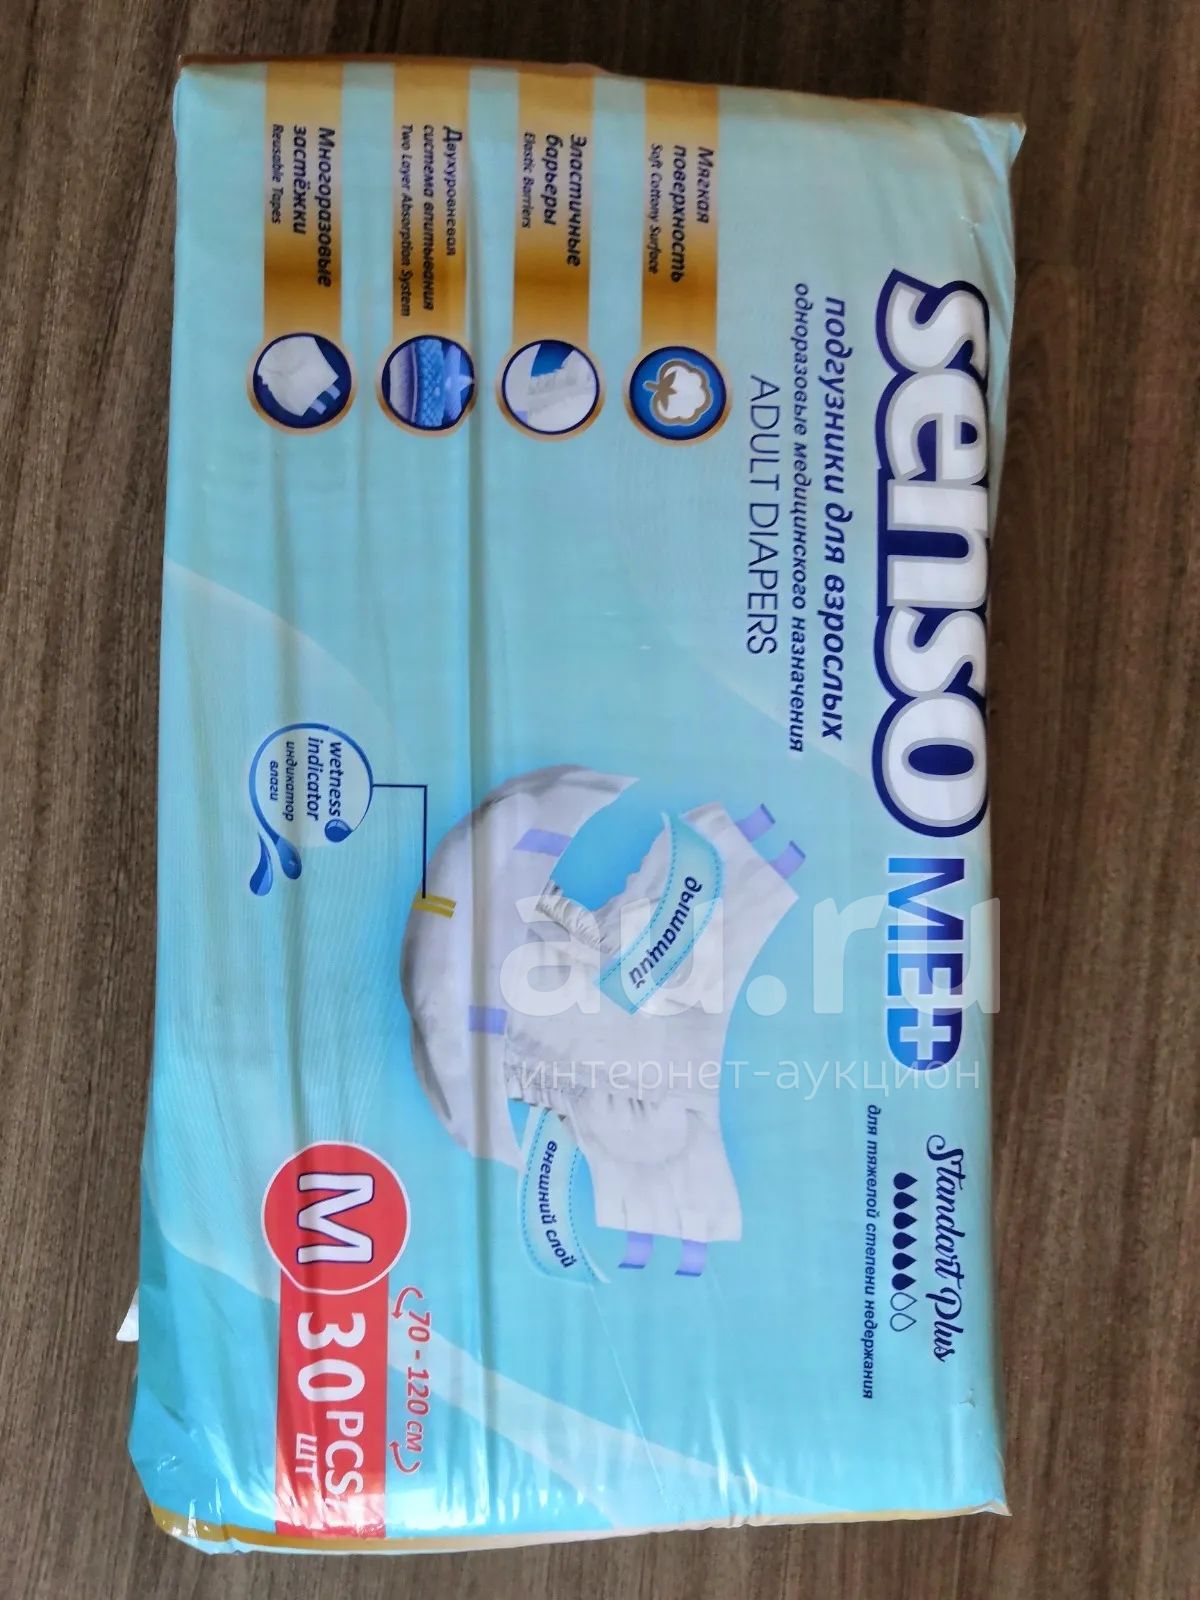 senso MED
Standart Plus
для тяжелой степени недержания
подгузники для взрослых
одноразовые медицинского назначения
ADULT DIAPERS
Мягкая
поверхность
Soft Cottony Surface
Эластичные
барьеры
Elastic Barriers
Двухуровневая
система впитывания
Two Layer Absorption System
Многоразовые
застёжки
Reusable Tapes
дышащий
внешний слой
wetness
indicator
индикатор
влаги
70 - 120 см
M 30 PCS
ШТ
au.ru
интернет-аукцион